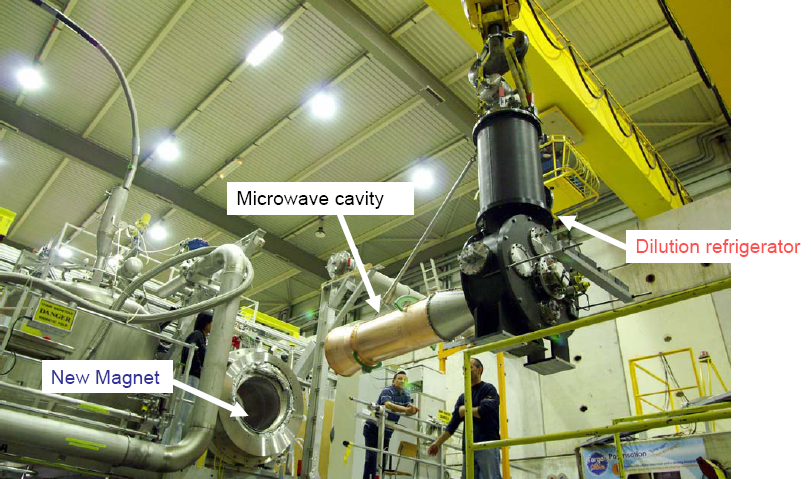 Microwave cavity
Dilution refrigerator
New Magnet
DANGER